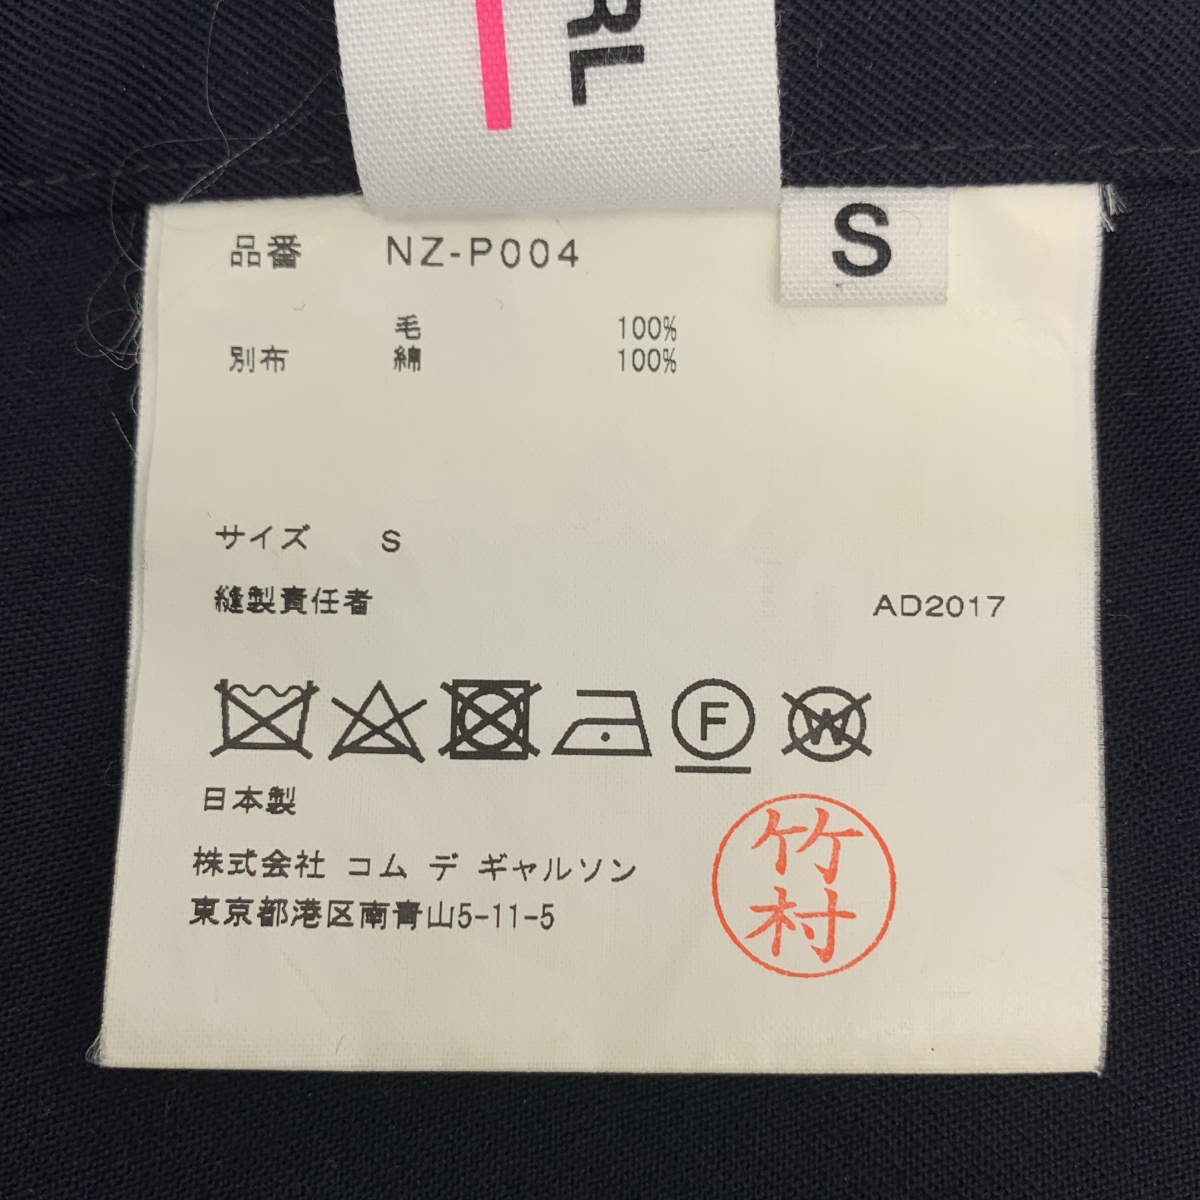 RL
S
品番 NZ-P004
毛 100%
別布 綿 100%
サイズ S
縫製責任者 AD2017
F
W
日本製
株式会社 コム デ ギャルソン
東京都港区南青山5-11-5
竹村